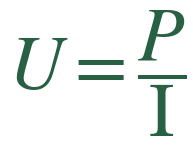 U = P/I